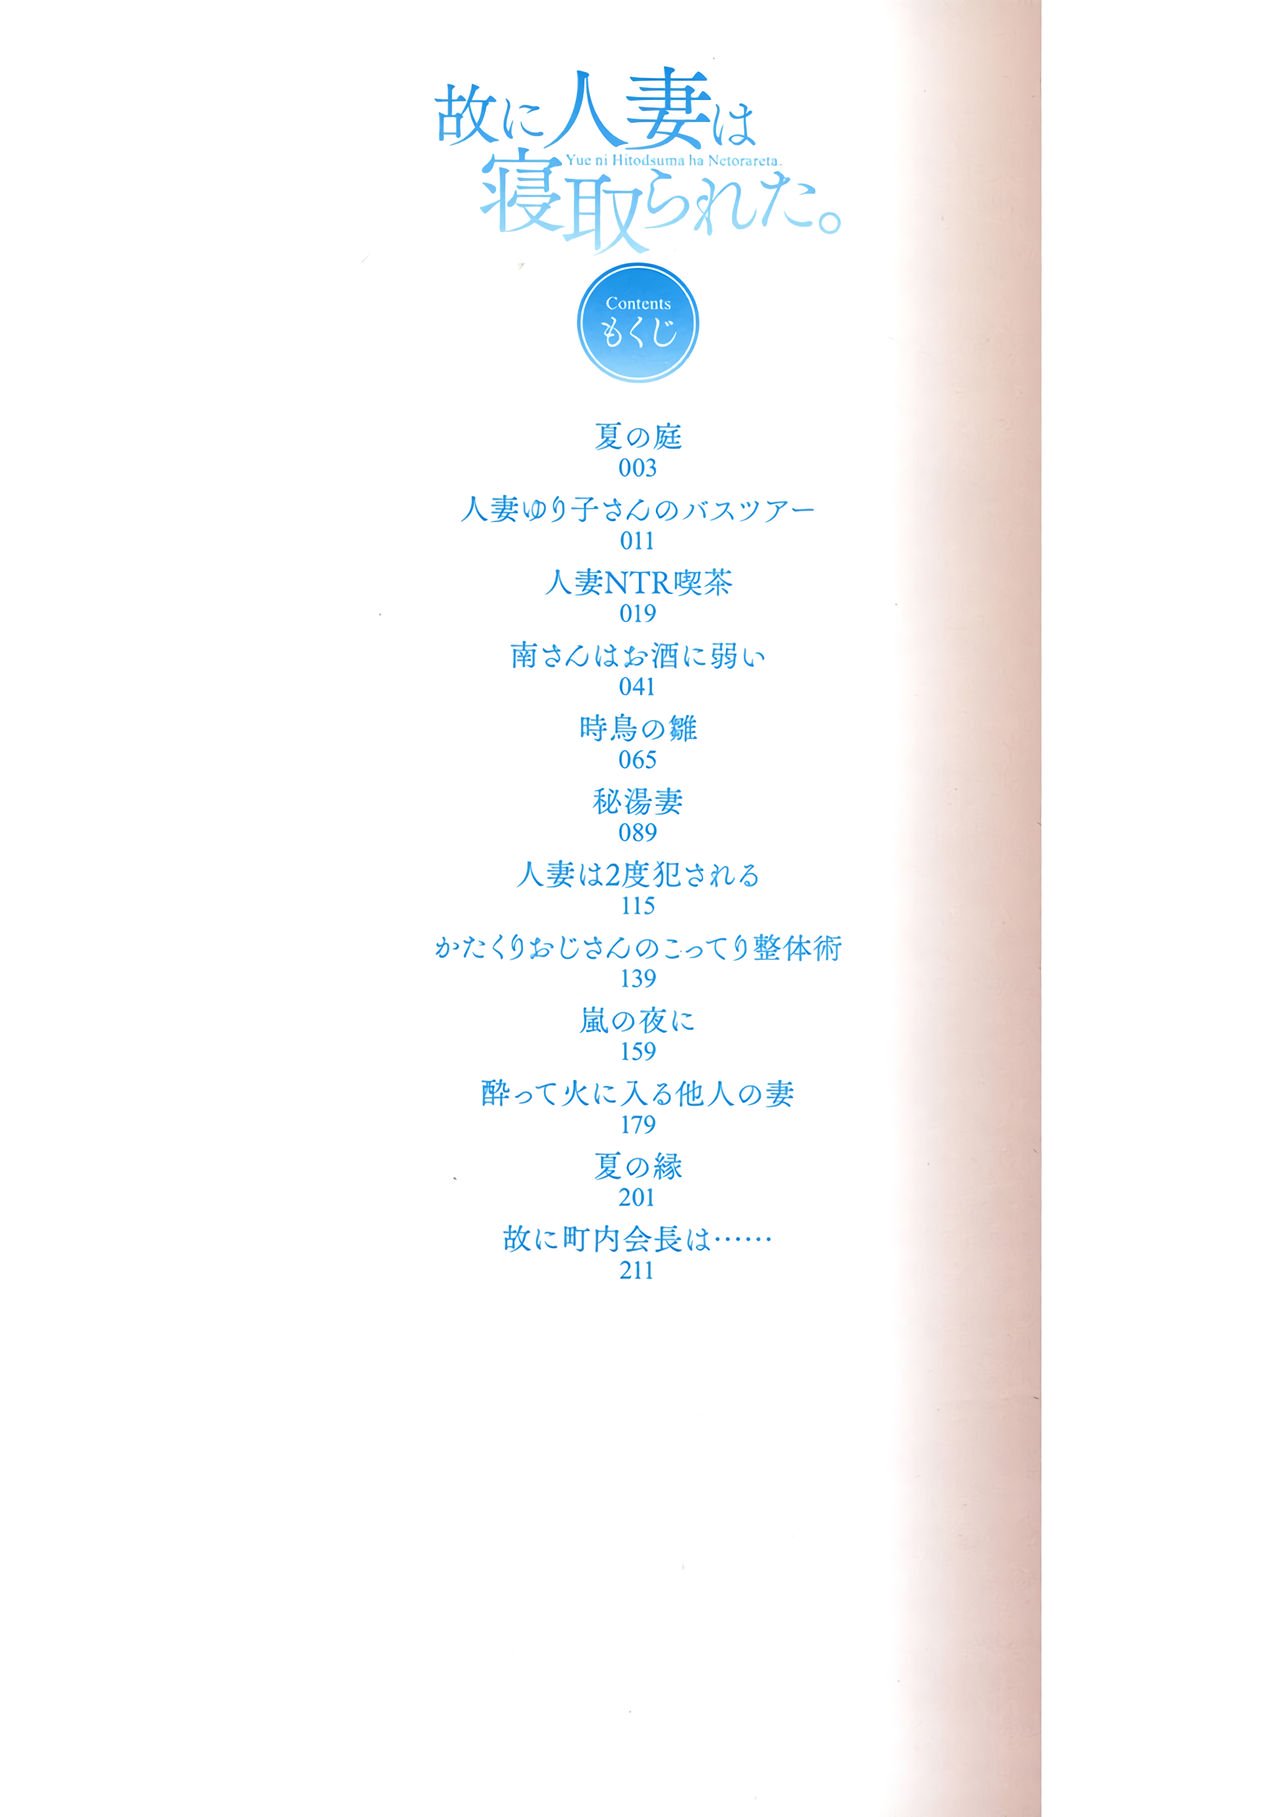 故に人妻は
Yue ni Hitodsuma ha Netorareta.
寝取られた。
Contents
もくじ
夏の庭
003
人妻ゆり子さんのバスツアー
011
人妻NTR喫茶
019
南さんはお酒に弱い
041
時鳥の雛
065
秘湯妻
089
人妻は2度犯される
115
かたくりおじさんのこってり整体術
139
嵐の夜に
159
酔って火に入る他人の妻
179
夏の縁
201
故に町内会長は……
211